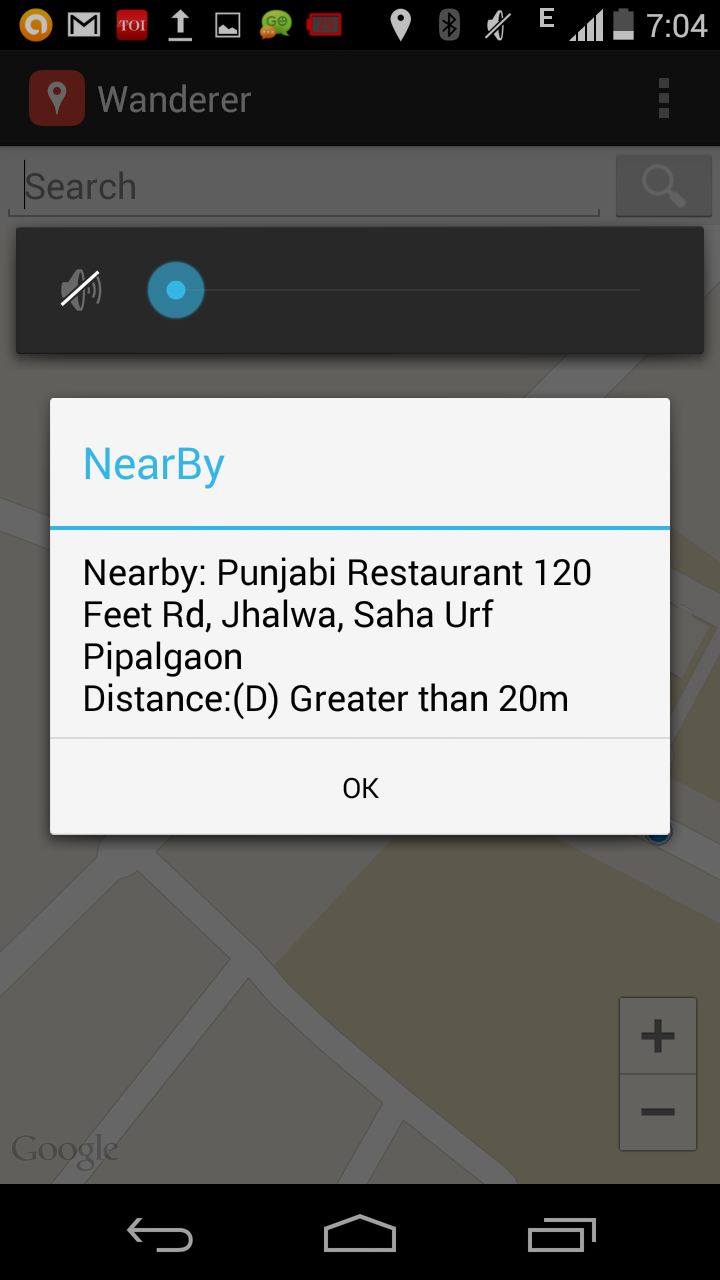 TOI GO 29 E 7:04
Wanderer
Search
NearBy
Nearby: Punjabi Restaurant 120
Feet Rd, Jhalwa, Saha Urf
Pipalgaon
Distance:(D) Greater than 20m
OK
+
−
Google